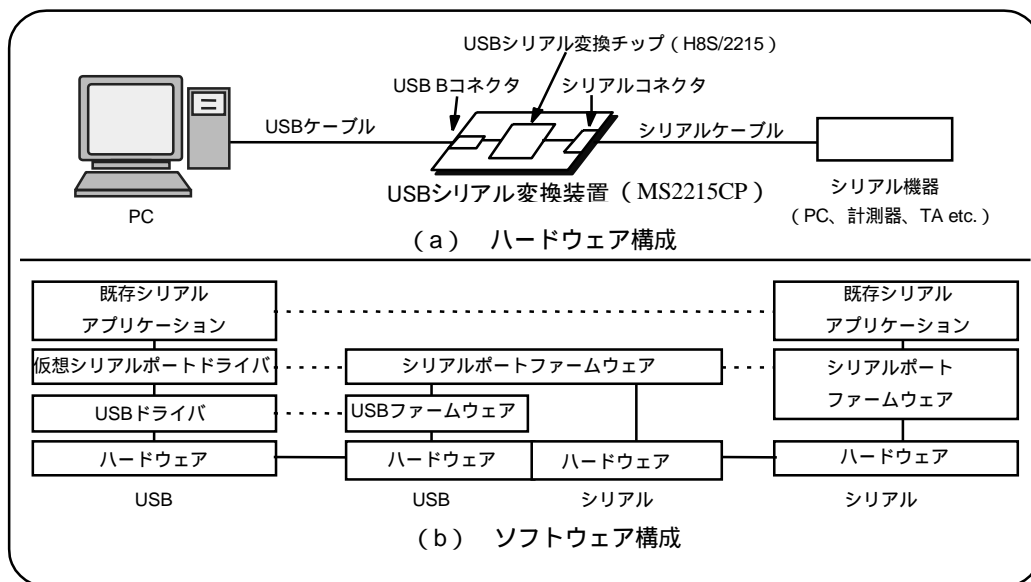 USBシリアル変換チップ（H8S/2215）
USB Bコネクタ
シリアルコネクタ
USBケーブル
シリアルケーブル
USBシリアル変換装置（MS2215CP）
シリアル機器
（PC、計測器、TA etc.）
PC
（a） ハードウェア構成
既存シリアル
アプリケーション
既存シリアル
アプリケーション
仮想シリアルポートドライバ
シリアルポートファームウェア
シリアルポート
ファームウェア
USBドライバ
USBファームウェア
ハードウェア
ハードウェア
ハードウェア
ハードウェア
USB
USB
シリアル
シリアル
（b） ソフトウェア構成